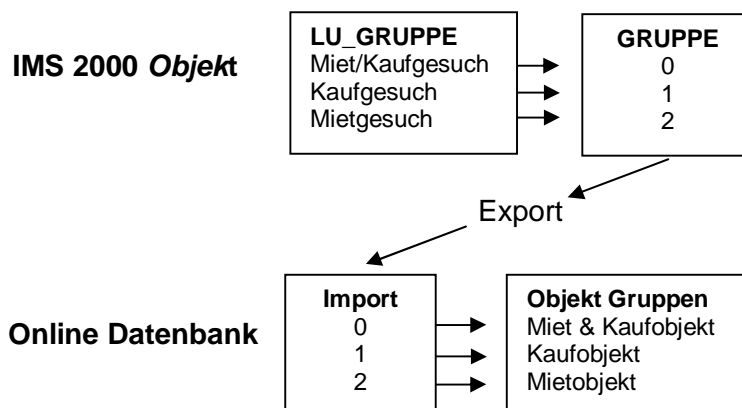 LU_GRUPPE
GRUPPE
IMS 2000 Objekt
Miet/Kaufgesuch
0
Kaufgesuch
1
Mietgesuch
2
Export
Import
Objekt Gruppen
Online Datenbank
0
Miet & Kaufobjekt
1
Kaufobjekt
2
Mietobjekt